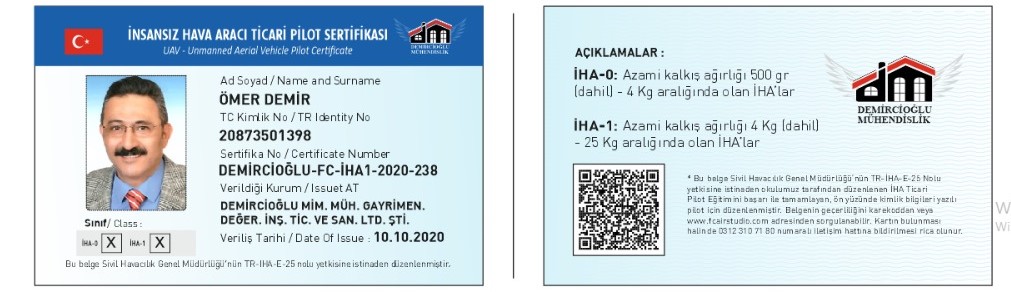 İNSANSIZ HAVA ARACI TİCARİ PİLOT SERTİFİKASI
UAV - Unmanned Aerial Vehicle Pilot Certificate
DEMİRCİOĞLU
MÜHENDİSLİK
Ad Soyad / Name and Surname
ÖMER DEMİR
TC Kimlik No / TR Identity No
20873501398
Sertifika No / Certificate Number
DEMİRCİOĞLU-FC-İHA1-2020-238
Verildiği Kurum / Issuet AT
DEMİRCİOĞLU MİM. MÜH. GAYRİMEN.
DEĞER. İNŞ. TİC. VE SAN. LTD. ŞTİ.
Veriliş Tarihi / Date Of Issue : 10.10.2020
Sınıf/ Class :
İHA-0 X İHA-1 X
Bu belge Sivil Havacılık Genel Müdürlüğü'nün TR-İHA-E-25 nolu yetkisine istinaden düzenlenmiştir.
AÇIKLAMALAR :
İHA-0: Azami kalkış ağırlığı 500 gr
(dahil) - 4 Kg aralığında olan İHA'lar
İHA-1: Azami kalkış ağırlığı 4 Kg (dahil)
- 25 Kg aralığında olan İHA'lar
DEMİRCİOĞLU
MÜHENDİSLİK
* Bu belge Sivil Havacılık Genel Müdürlüğü'nün TR-İHA-E-25 Nolu
yetkisine istinaden okulumuz tarafından düzenlenen İHA Ticari
Pilot Eğitimini başarı ile tamamlayan, ön yüzünde kimlik bilgileri yazılı
pilot için düzenlenmiştir. Belgenin geçerliliğini karekoddan veya
www.fcairstudio.com adresinden sorgulanabilir. Kartın bulunması
halinde 0312 310 71 80 numaralı iletişim hattına bildirilmesi rica olunur.
W
Wi